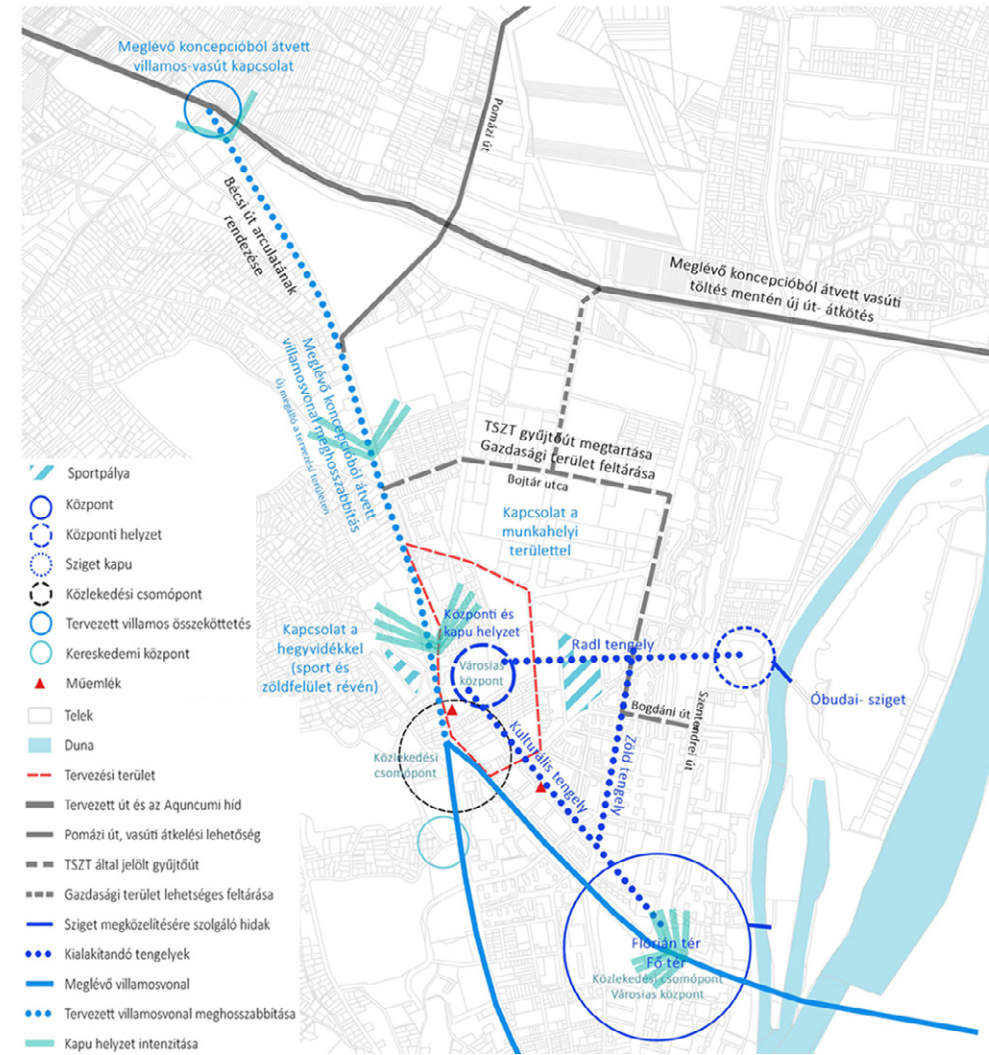 Meglévő koncepcióból átvett
villamos-vasút kapcsolat
Pomázi út
Bécsi út arculatának
rendezése
Meglévő koncepcióból átvett vasúti
töltés mentén új út- átkötés
Meglévő koncepcióból átvett
villamosvonal meghosszabbítás
Új megálló a tervezési területen
TSZT gyűjtőút megtartása
Gazdasági terület feltárása
Bojtár utca
Kapcsolat a
munkahelyi
területtel
Központi és
kapu helyzet
Városias
központ
Radl tengely
Kapcsolat a
hegyvidékkel
(sport és
zöldfelület révén)
Óbudai- sziget
Szentendrei út
Bogdáni út
Zöld tengely
Kulturális tengely
Közlekedési
csomópont
Flórián tér
Fő tér
Közlekedési csomópont
Városias központ
Sportpálya
Központ
Központi helyzet
Sziget kapu
Közlekedési csomópont
Tervezett villamos összeköttetés
Kereskedemi központ
Műemlék
Telek
Duna
Tervezési terület
Tervezett út és az Aquncumi híd
Pomázi út, vasúti átkelési lehetőség
TSZT által jelölt gyűjtőút
Gazdasági terület lehetséges feltárása
Sziget megközelítésére szolgáló hidak
Kialakítandó tengelyek
Meglévő villamosvonal
Tervezett villamosvonal meghosszabbítása
Kapu helyzet intenzitása